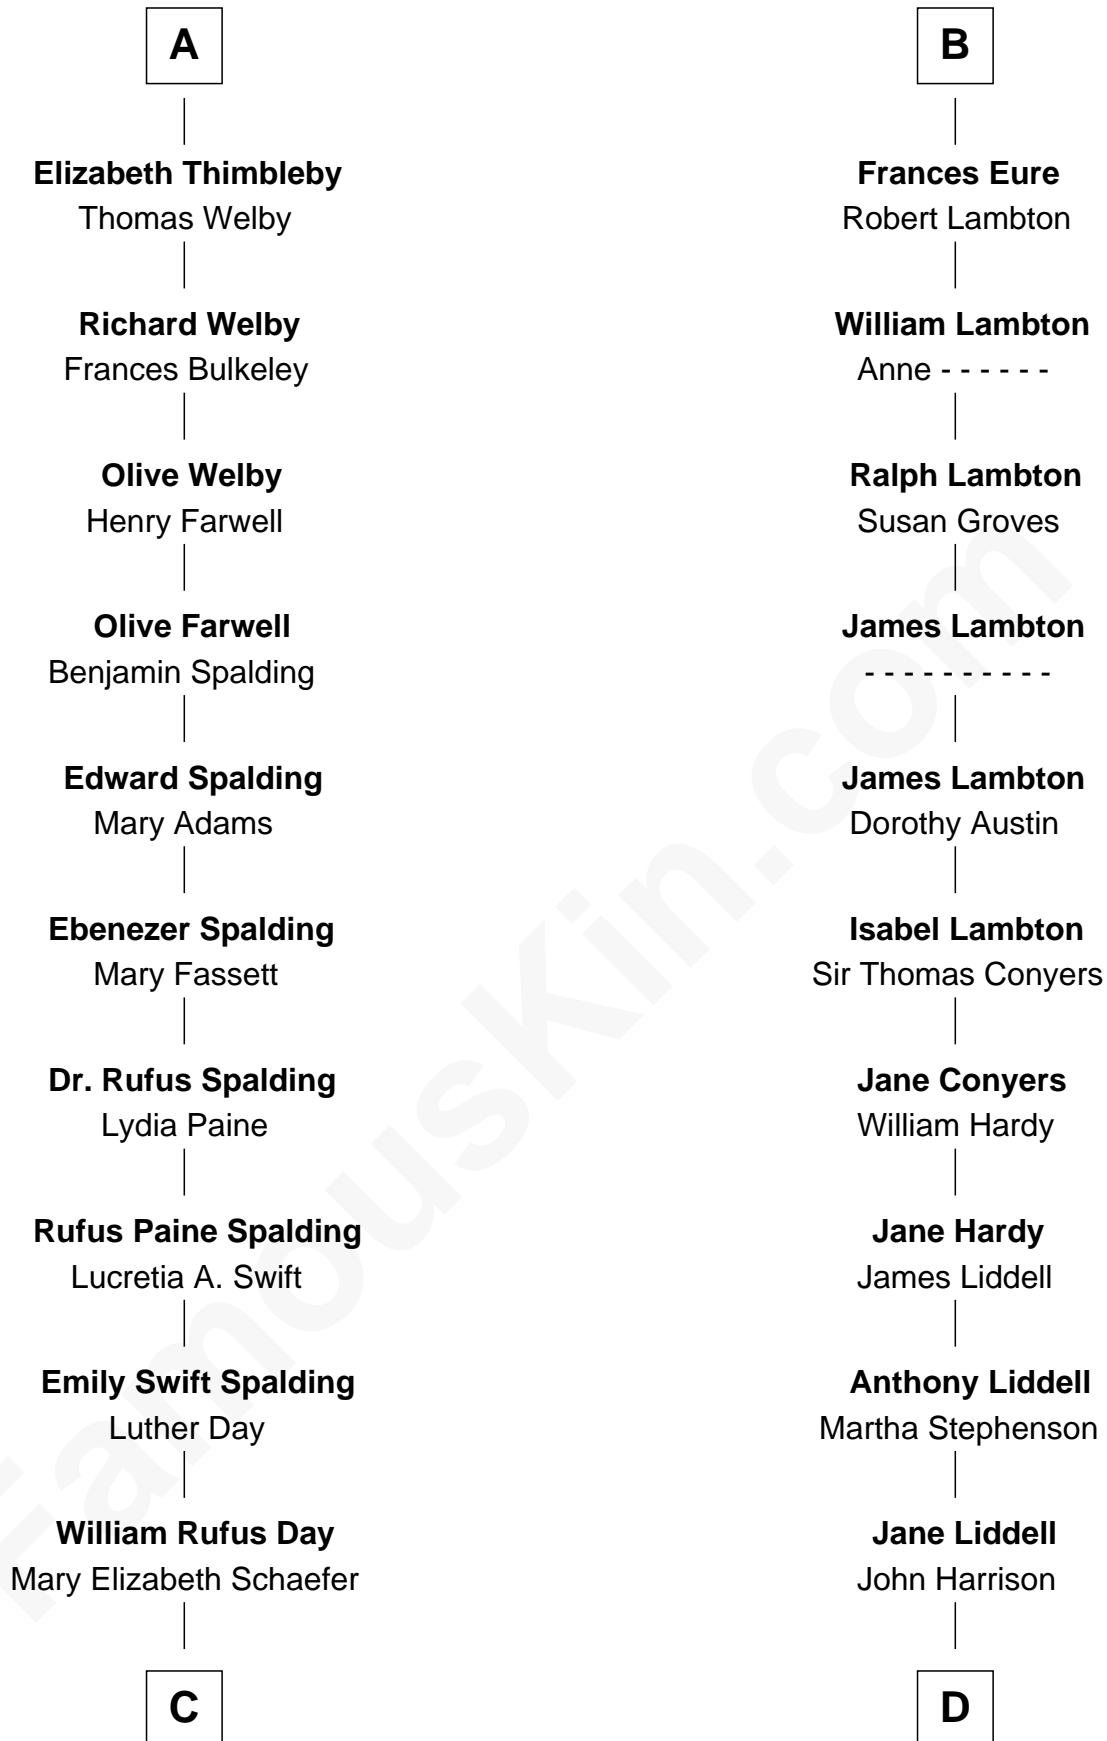 A
Elizabeth Thimbleby
Thomas Welby
Richard Welby
Frances Bulkeley
Olive Welby
Henry Farwell
Olive Farwell
Benjamin Spalding
Edward Spalding
Mary Adams
Ebenezer Spalding
Mary Fassett
Dr. Rufus Spalding
Lydia Paine
Rufus Paine Spalding
Lucretia A. Swift
Emily Swift Spalding
Luther Day
William Rufus Day
Mary Elizabeth Schaefer
C
B
Frances Eure
Robert Lambton
William Lambton
Anne - - - - - -
Ralph Lambton
Susan Groves
James Lambton
- - - - - - - - - -
James Lambton
Dorothy Austin
Isabel Lambton
Sir Thomas Conyers
Jane Conyers
William Hardy
Jane Hardy
James Liddell
Anthony Liddell
Martha Stephenson
Jane Liddell
John Harrison
D
FamousKin.com